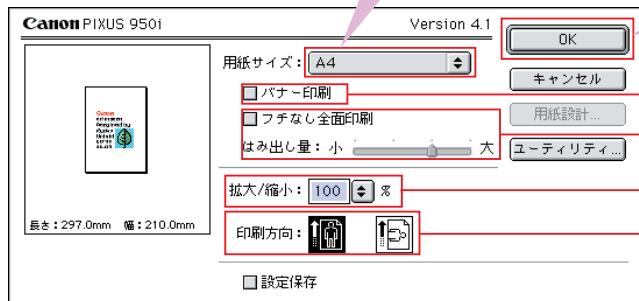 Canon PIXUS 950i
Version 4.1
用紙サイズ： A4
OK
バナー印刷
キャンセル
フチなし全面印刷
用紙設計...
はみ出し量： 小 大
ユーティリティ...
拡大/縮小： 100 %
長さ：297.0mm 幅：210.0mm
印刷方向：
設定保存
Canon